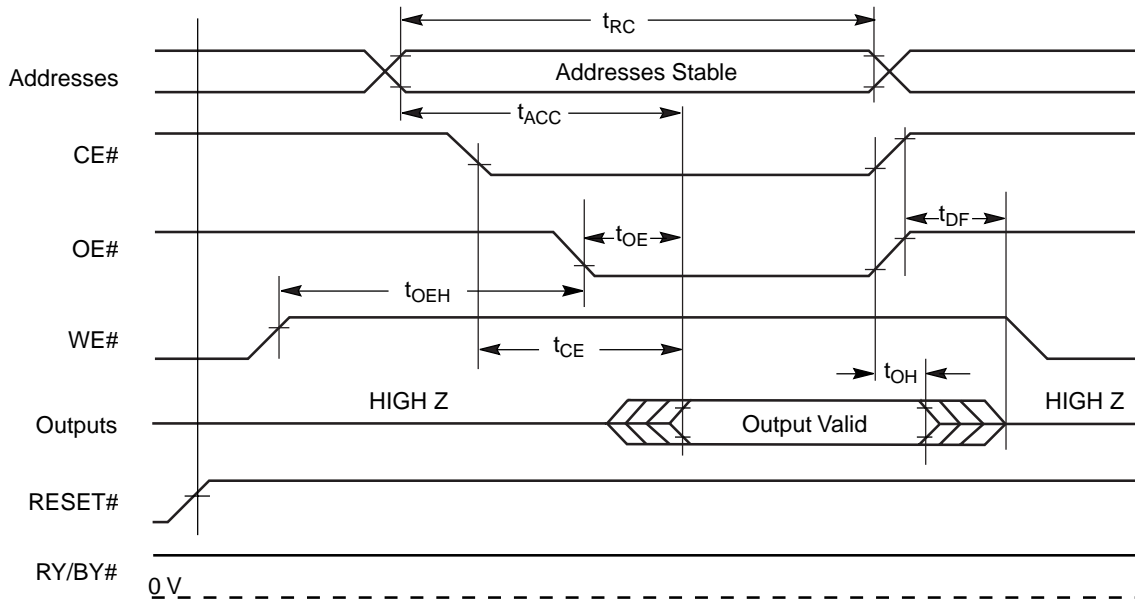 tRC
Addresses
Addresses Stable
tACC
CE#
tDF
OE#
tOE
tOEH
WE#
tCE
tOH
HIGH Z
HIGH Z
Outputs
Output Valid
RESET#
RY/BY#
0 V